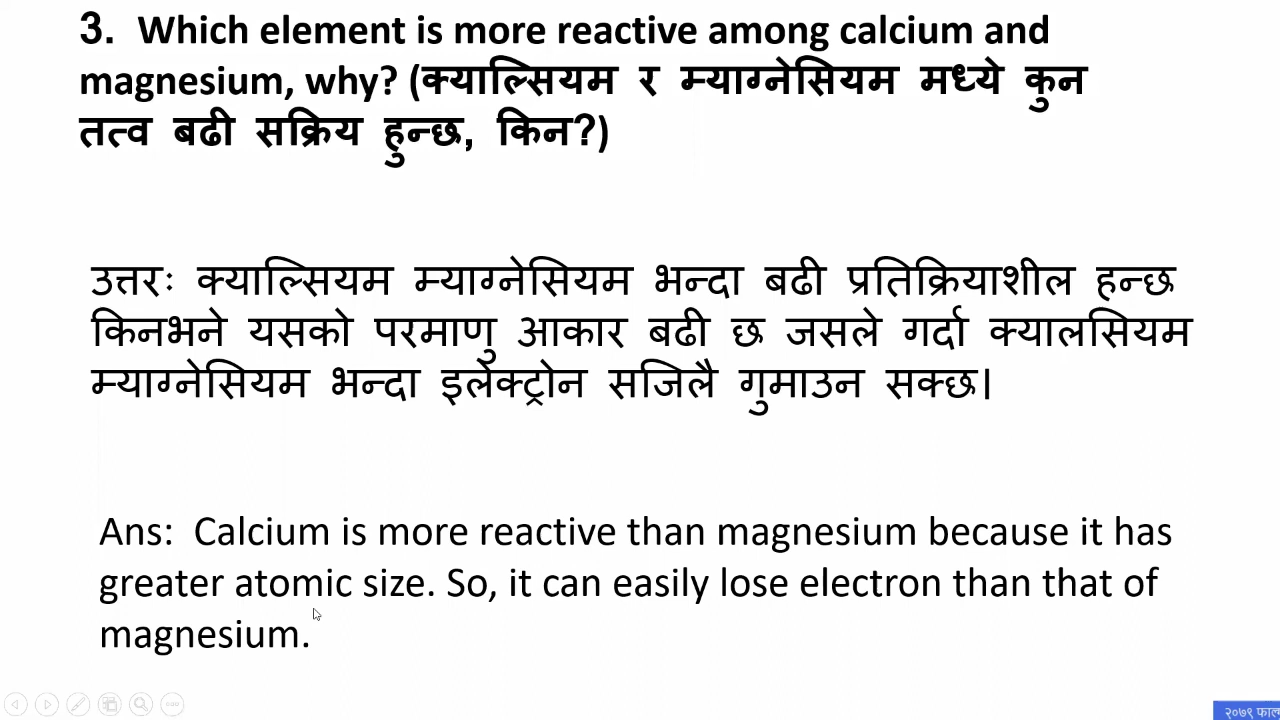 3. Which element is more reactive among calcium and
magnesium, why? (क्याल्सियम र म्याग्नेसियम मध्ये कुन
तत्व बढी सक्रिय हुन्छ, किन?)
उत्तरः क्याल्सियम म्याग्नेसियम भन्दा बढी प्रतिक्रियाशील हन्छ
किनभने यसको परमाणु आकार बढी छ जसले गर्दा क्यालसियम
म्याग्नेसियम भन्दा इलेक्ट्रोन सजिलै गुमाउन सक्छ।
Ans: Calcium is more reactive than magnesium because it has
greater atomic size. So, it can easily lose electron than that of
magnesium.
२०७९